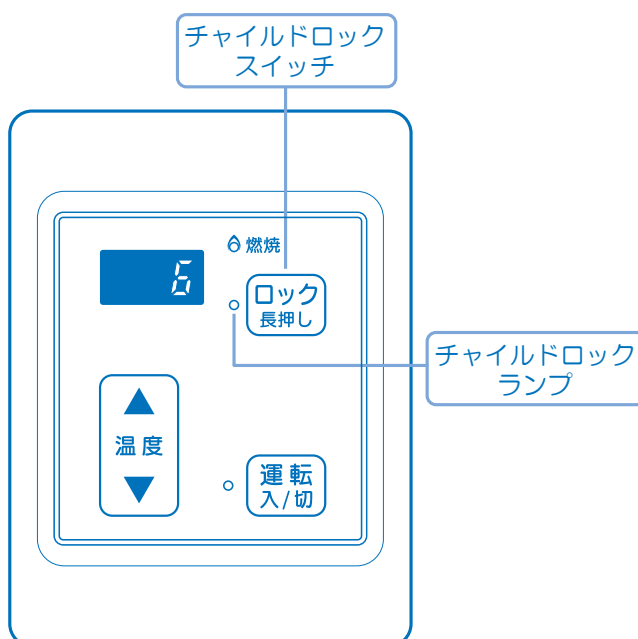 チャイルドロック
スイッチ
燃焼
6
ロック
長押し
チャイルドロック
ランプ
温度
運転
入/切